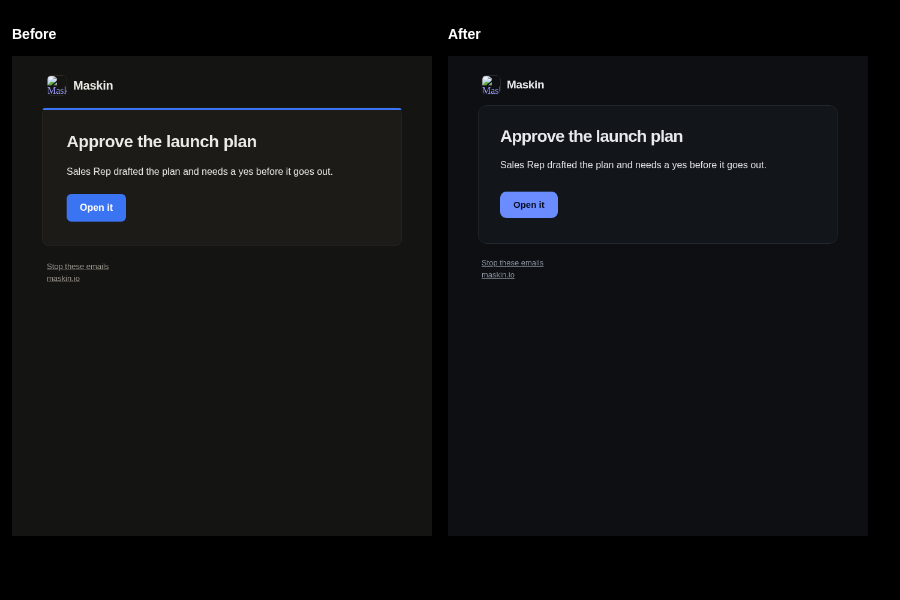 Before
Maskin
Approve the launch plan
Sales Rep drafted the plan and needs a yes before it goes out.
Open it
Stop these emails
maskin.io
After
Maskin
Approve the launch plan
Sales Rep drafted the plan and needs a yes before it goes out.
Open it
Stop these emails
maskin.io